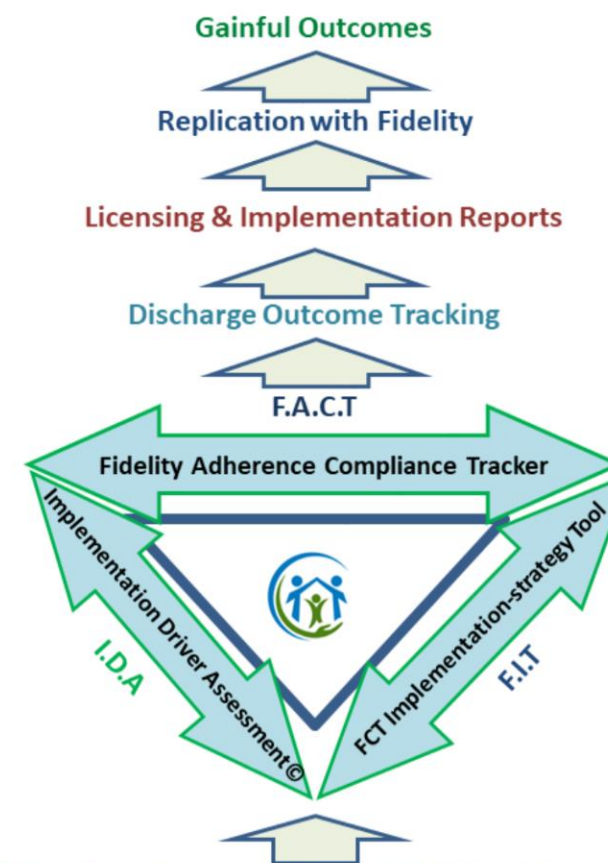 Gainful Outcomes
Replication with Fidelity
Licensing & Implementation Reports
Discharge Outcome Tracking
F.A.C.T
Fidelity Adherence Compliance Tracker
Implementation Driver Assessment©
I.D.A
FCT Implementation-strategy Tool
F.I.T